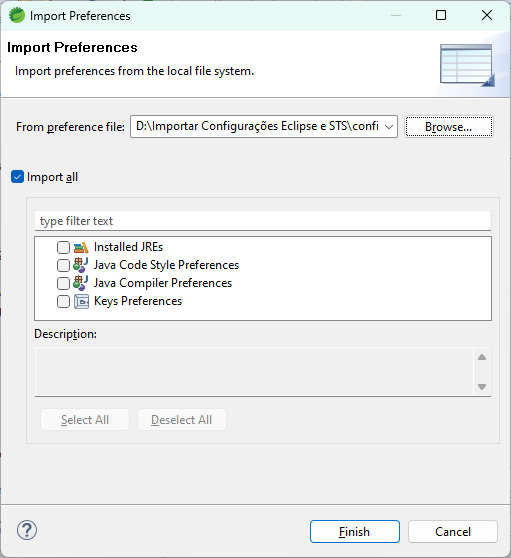 Import Preferences
Import Preferences
Import preferences from the local file system.
From preference file: D:\Importar Configurações Eclipse e STS\confi Browse...
Import all
type filter text
Installed JREs
Java Code Style Preferences
Java Compiler Preferences
Keys Preferences
Description:
Select All Deselect All
Finish Cancel